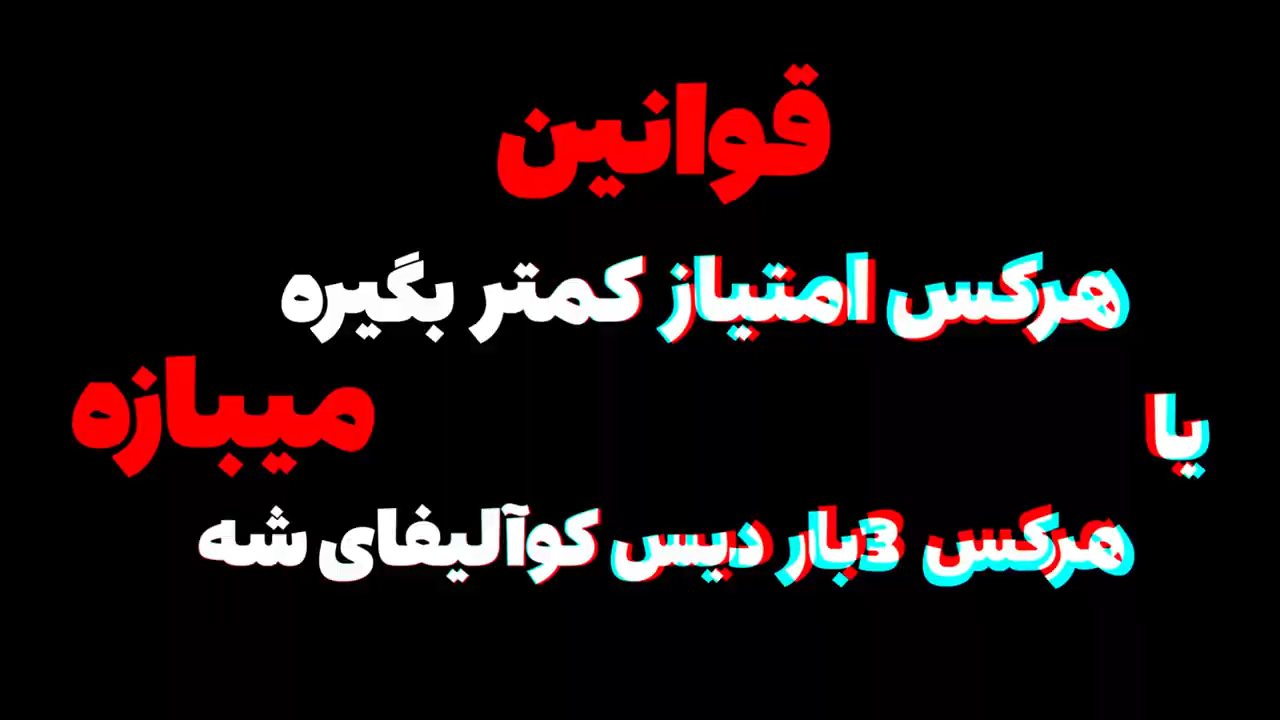 قوانین
هرکس امتیاز کمتر بگیره
یا
میبازه
هرکس 3بار دیس کوآلیفای شه